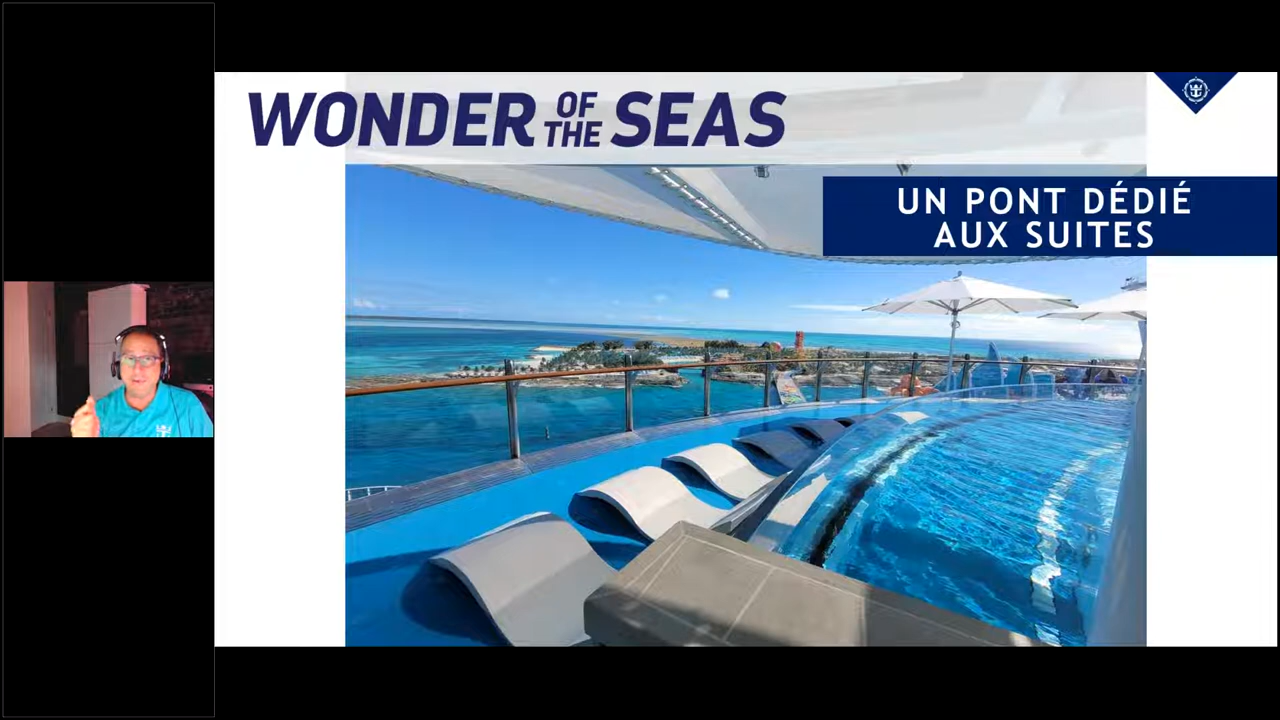 WONDER OF THE SEAS
UN PONT DÉDIÉ
AUX SUITES